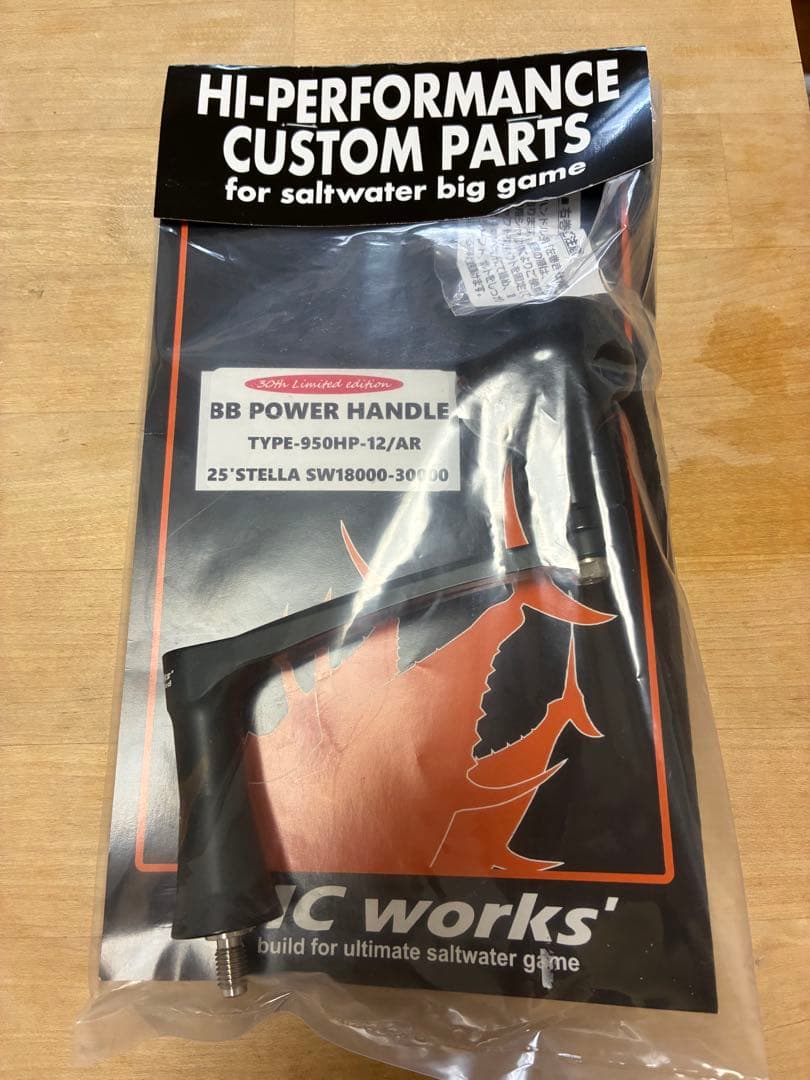 HI-PERFORMANCE
CUSTOM PARTS
for saltwater big game
30th Limited edition
BB POWER HANDLE
TYPE-950HP-12/AR
25'STELLA SW18000-30000
IC works'
build for ultimate saltwater game